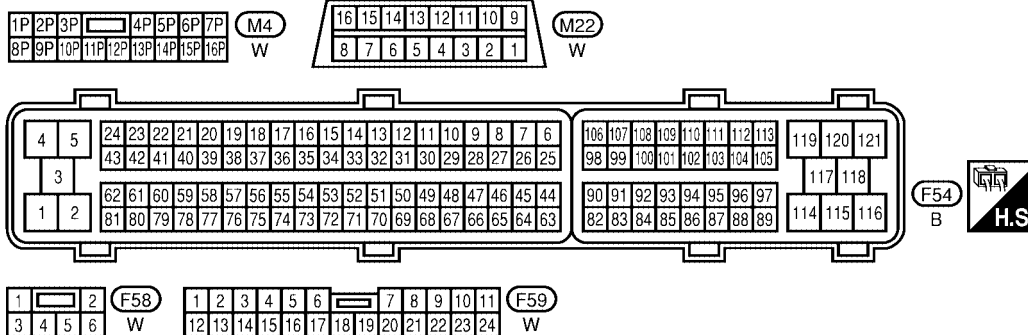 1P 2P 3P 4P 5P 6P 7P M4
8P 9P 10P 11P 12P 13P 14P 15P 16P W
16 15 14 13 12 11 10 9 M22
8 7 6 5 4 3 2 1 W
4 5
3
1 2
24 23 22 21 20 19 18 17 16 15 14 13 12 11 10 9 8 7 6
43 42 41 40 39 38 37 36 35 34 33 32 31 30 29 28 27 26 25
62 61 60 59 58 57 56 55 54 53 52 51 50 49 48 47 46 45 44
81 80 79 78 77 76 75 74 73 72 71 70 69 68 67 66 65 64 63
106 107 108 109 110 111 112 113
98 99 100 101 102 103 104 105
90 91 92 93 94 95 96 97
82 83 84 85 86 87 88 89
119 120 121
117 118
114 115 116
F54
B
H.S
1 2 F58
3 4 5 6 W
1 2 3 4 5 6 7 8 9 10 11 F59
12 13 14 15 16 17 18 19 20 21 22 23 24 W